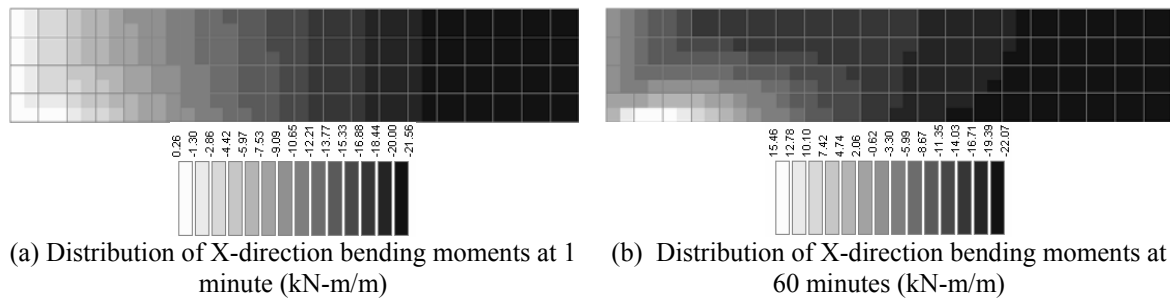 0.26 -1.30 -2.86 -4.42 -5.97 -7.53 -9.09 -10.65 -12.21 -13.77 -15.33 -16.88 -18.44 -20.00 -21.56
15.46 12.78 10.10 7.42 4.74 2.06 -0.62 -3.30 -5.99 -8.67 -11.35 -14.03 -16.71 -19.39 -22.07
(a) Distribution of X-direction bending moments at 1
minute (kN-m/m)
(b) Distribution of X-direction bending moments at
60 minutes (kN-m/m)